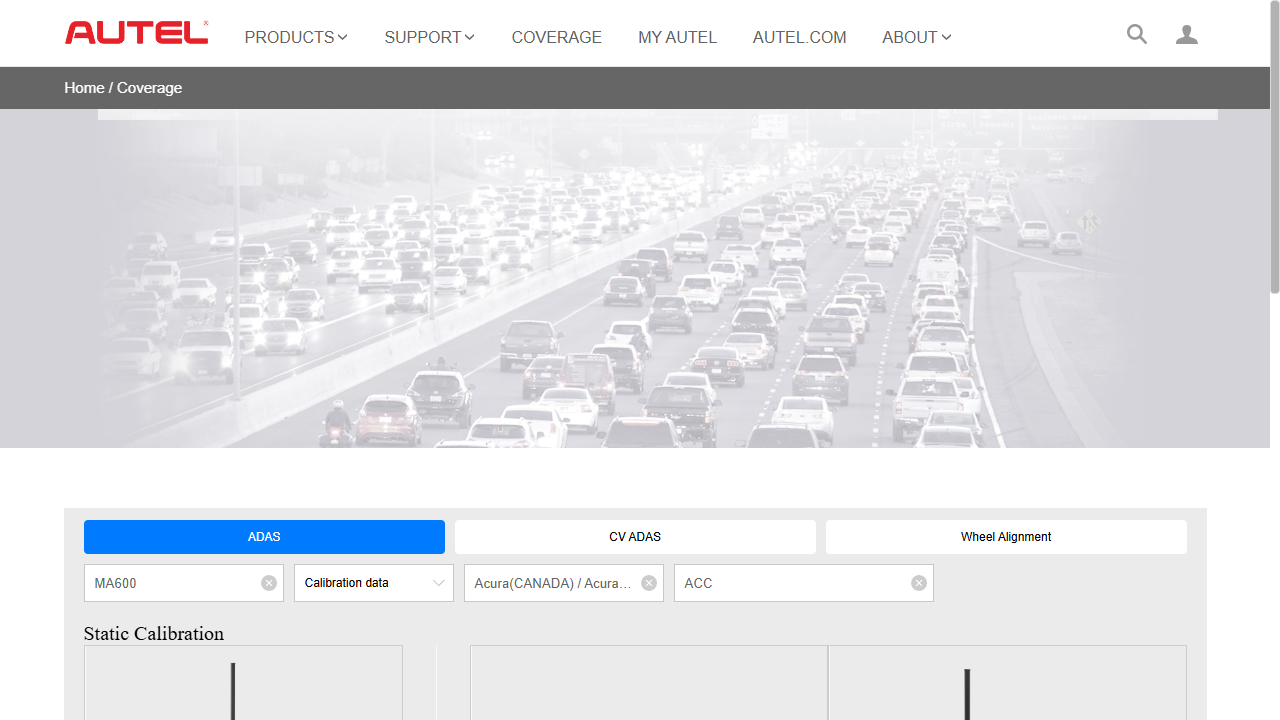 AUTEL
PRODUCTS
SUPPORT
COVERAGE
MY AUTEL
AUTEL.COM
ABOUT
Home / Coverage
ADAS
CV ADAS
Wheel Alignment
MA600
Calibration data
Acura(CANADA) / Acura...
ACC
Static Calibration